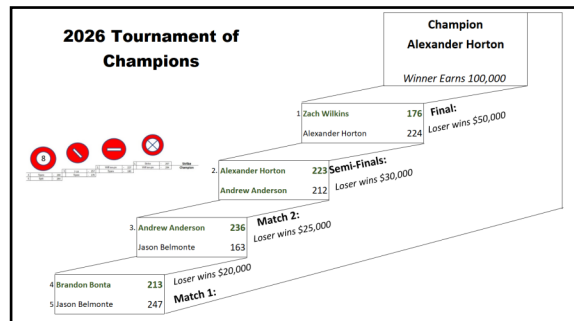 2026 Tournament of
Champions
Champion
Alexander Horton
Winner Earns 100,000
1 Zach Wilkins 176
Alexander Horton 224
Final:
Loser wins $50,000
2. Alexander Horton 223
Andrew Anderson 212
Semi-Finals:
Loser wins $30,000
3. Andrew Anderson 236
Jason Belmonte 163
Match 2:
Loser wins $25,000
4 Brandon Bonta 213
5 Jason Belmonte 247
Loser wins $20,000
Match 1:
8